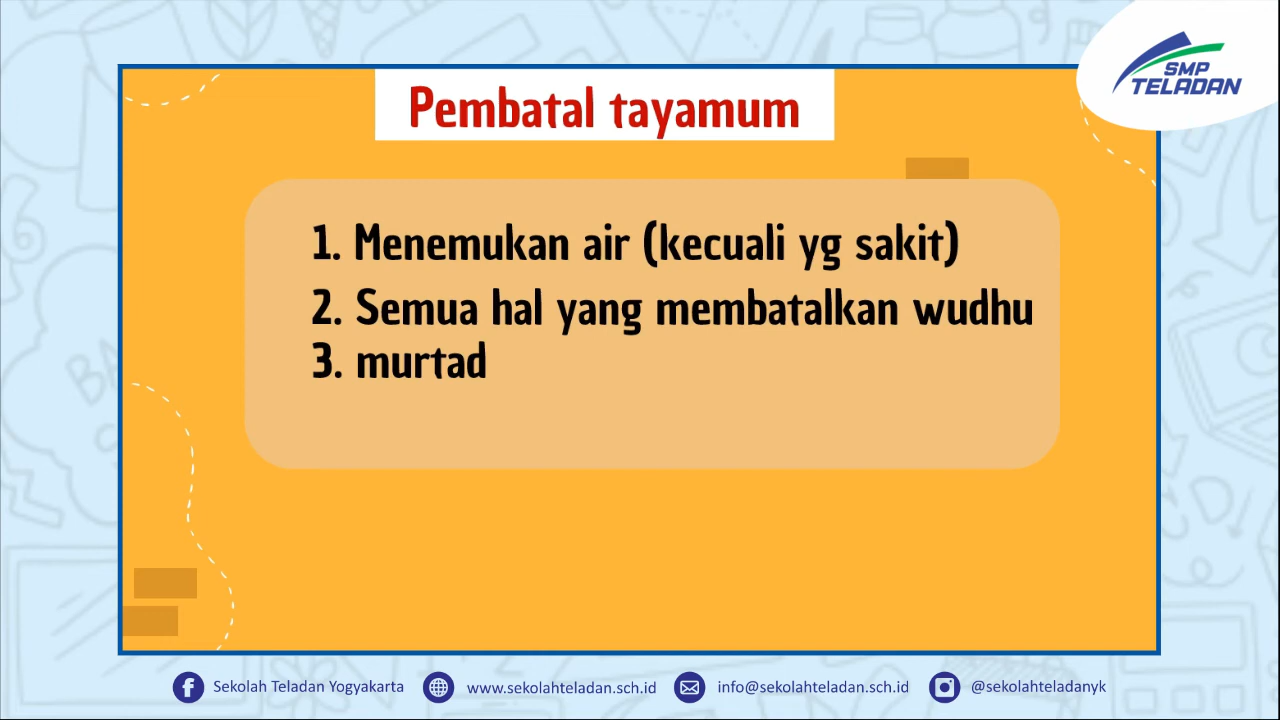 SMP
TELADAN
Pembatal tayamum
1. Menemukan air (kecuali yg sakit)
2. Semua hal yang membatalkan wudhu
3. murtad
Sekolah Teladan Yogyakarta
www.sekolahteladan.sch.id
info@sekolahteladan.sch.id
@sekolahteladanyk